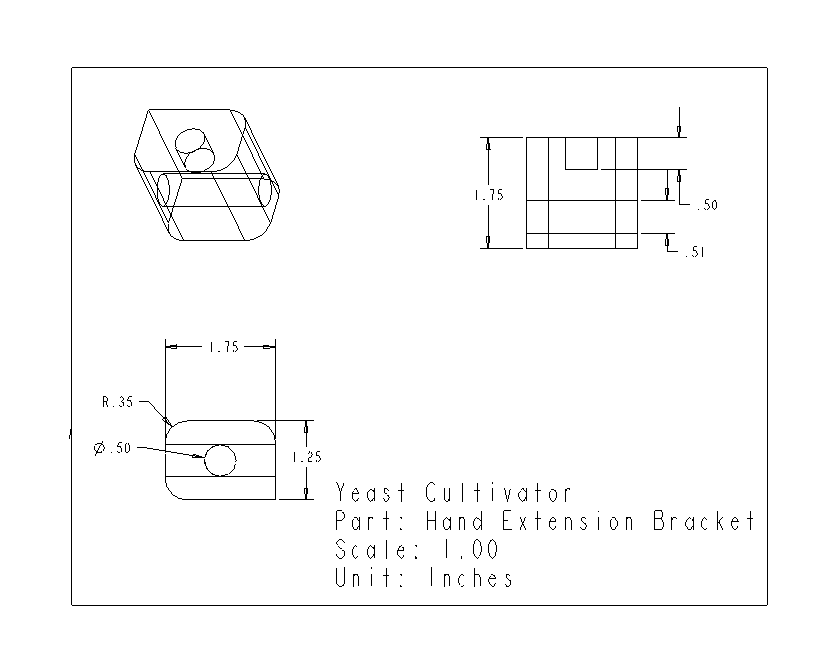 1.75
.50
.51
1.75
R.35
Ø.50
1.25
Yeast Cultivator
Part: Hand Extension Bracket
Scale: 1.00
Unit: Inches